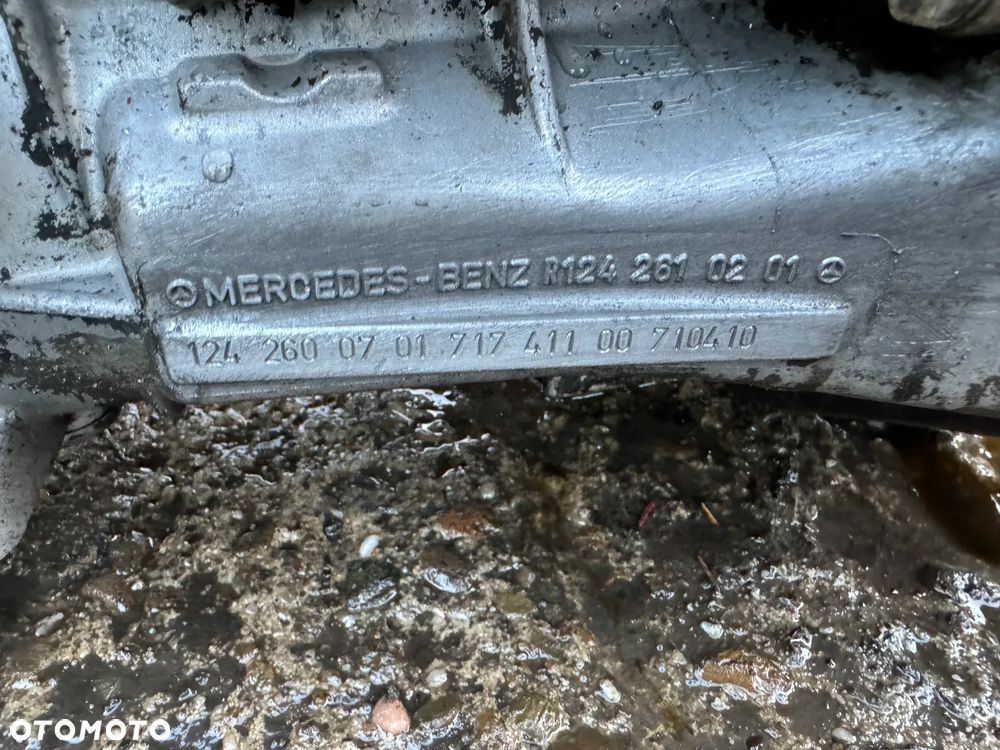 MERCEDES-BENZ R124 261 02 01
124 260 07 01 717 411 00 710410
OTOMOTO